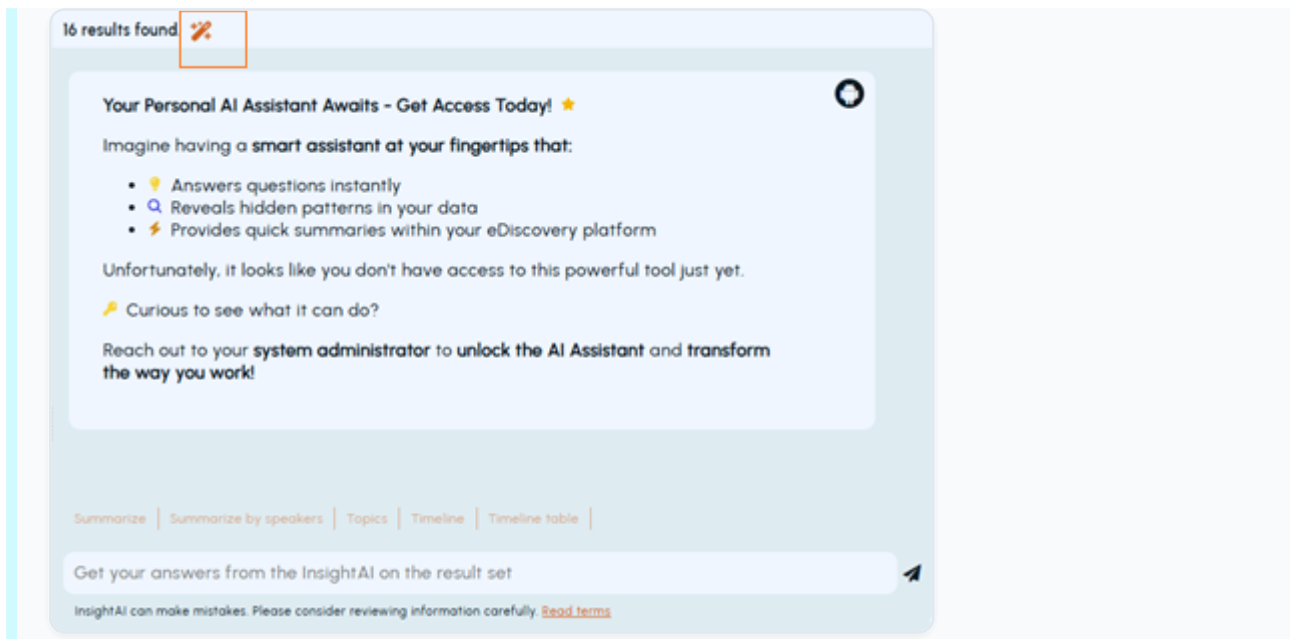 16 results found.
Your Personal AI Assistant Awaits - Get Access Today! ⭐
Imagine having a smart assistant at your fingertips that:
• 💡 Answers questions instantly
• 🔍 Reveals hidden patterns in your data
• ⚡ Provides quick summaries within your eDiscovery platform
Unfortunately, it looks like you don't have access to this powerful tool just yet.
🔑 Curious to see what it can do?
Reach out to your system administrator to unlock the AI Assistant and transform
the way you work!
Summarize | Summarize by speakers | Topics | Timeline | Timeline table |
Get your answers from the InsightAI on the result set
InsightAI can make mistakes. Please consider reviewing information carefully. Read terms